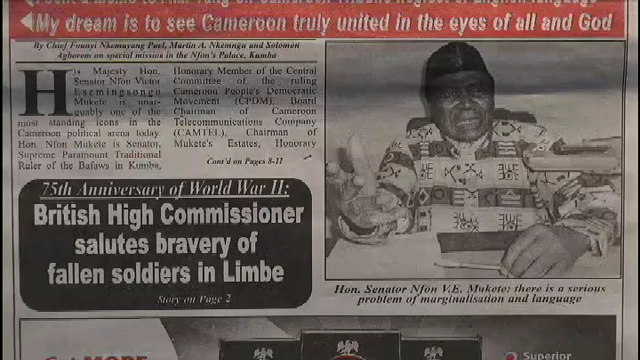 My dream is to see Cameroon truly united in the eyes of all and God
By Chief Founyi Nkemayang Paul, Martin A. Nkemngu and Solomon
Agborem on special mission in the Nfon's Palace, Kumba
His Majesty Hon.
Senator Nfon Victor
Esemingsongo
Mukete is unar-
guably one of the
most standing icons in the
Cameroon political arena today.
Hon. Nfon Mukete is Senator,
Supreme Paramount Traditional
Ruler of the Bafaws in Kumba,
Honorary Member of the Central
Committee of the ruling
Cameroon People's Democratic
Movement (CPDM), Board
Chairman of Cameroon
Telecommunications Company
(CAMTEL), Chairman of
Mukete's Estates, Honorary
Cont'd on Pages 8-11
75th Anniversary of World War II:
British High Commissioner
salutes bravery of
fallen soldiers in Limbe
Story on Page 2
Hon. Senator Nfon V.E. Mukete: there is a serious
problem of marginalisation and language
Get MORE
Superior